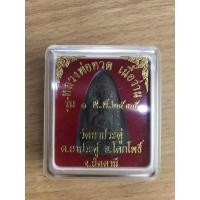 หลวงพ่อทวด เนื้อว่าน
รุ่น ๑ พ.ศ.
วัดนาประดู่
ต.นาประดู่ อ.โคกโพธิ์
จ.ปัตตานี